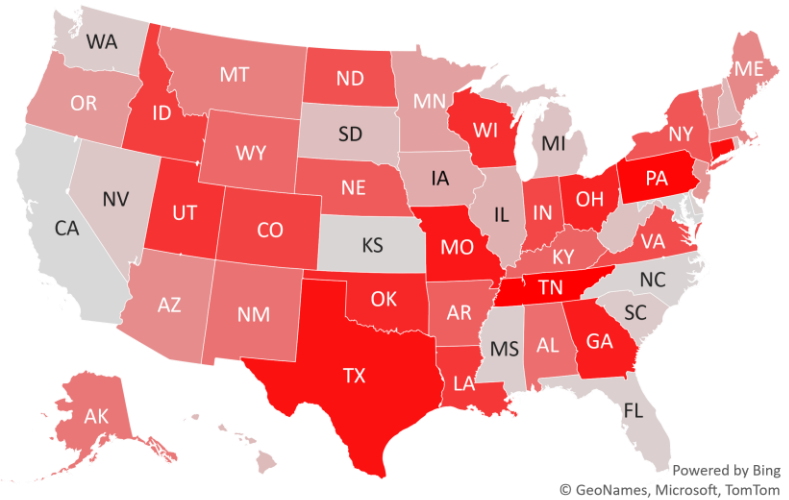 WA
MT
ND
ME
OR
ID
MN
WI
SD
NY
MI
WY
IA
PA
NE
NV
OH
IL
IN
UT
CO
CA
KS
MO
VA
KY
NC
TN
OK
AZ
NM
AR
SC
MS
AL
GA
TX
LA
FL
AK
Powered by Bing
© GeoNames, Microsoft, TomTom